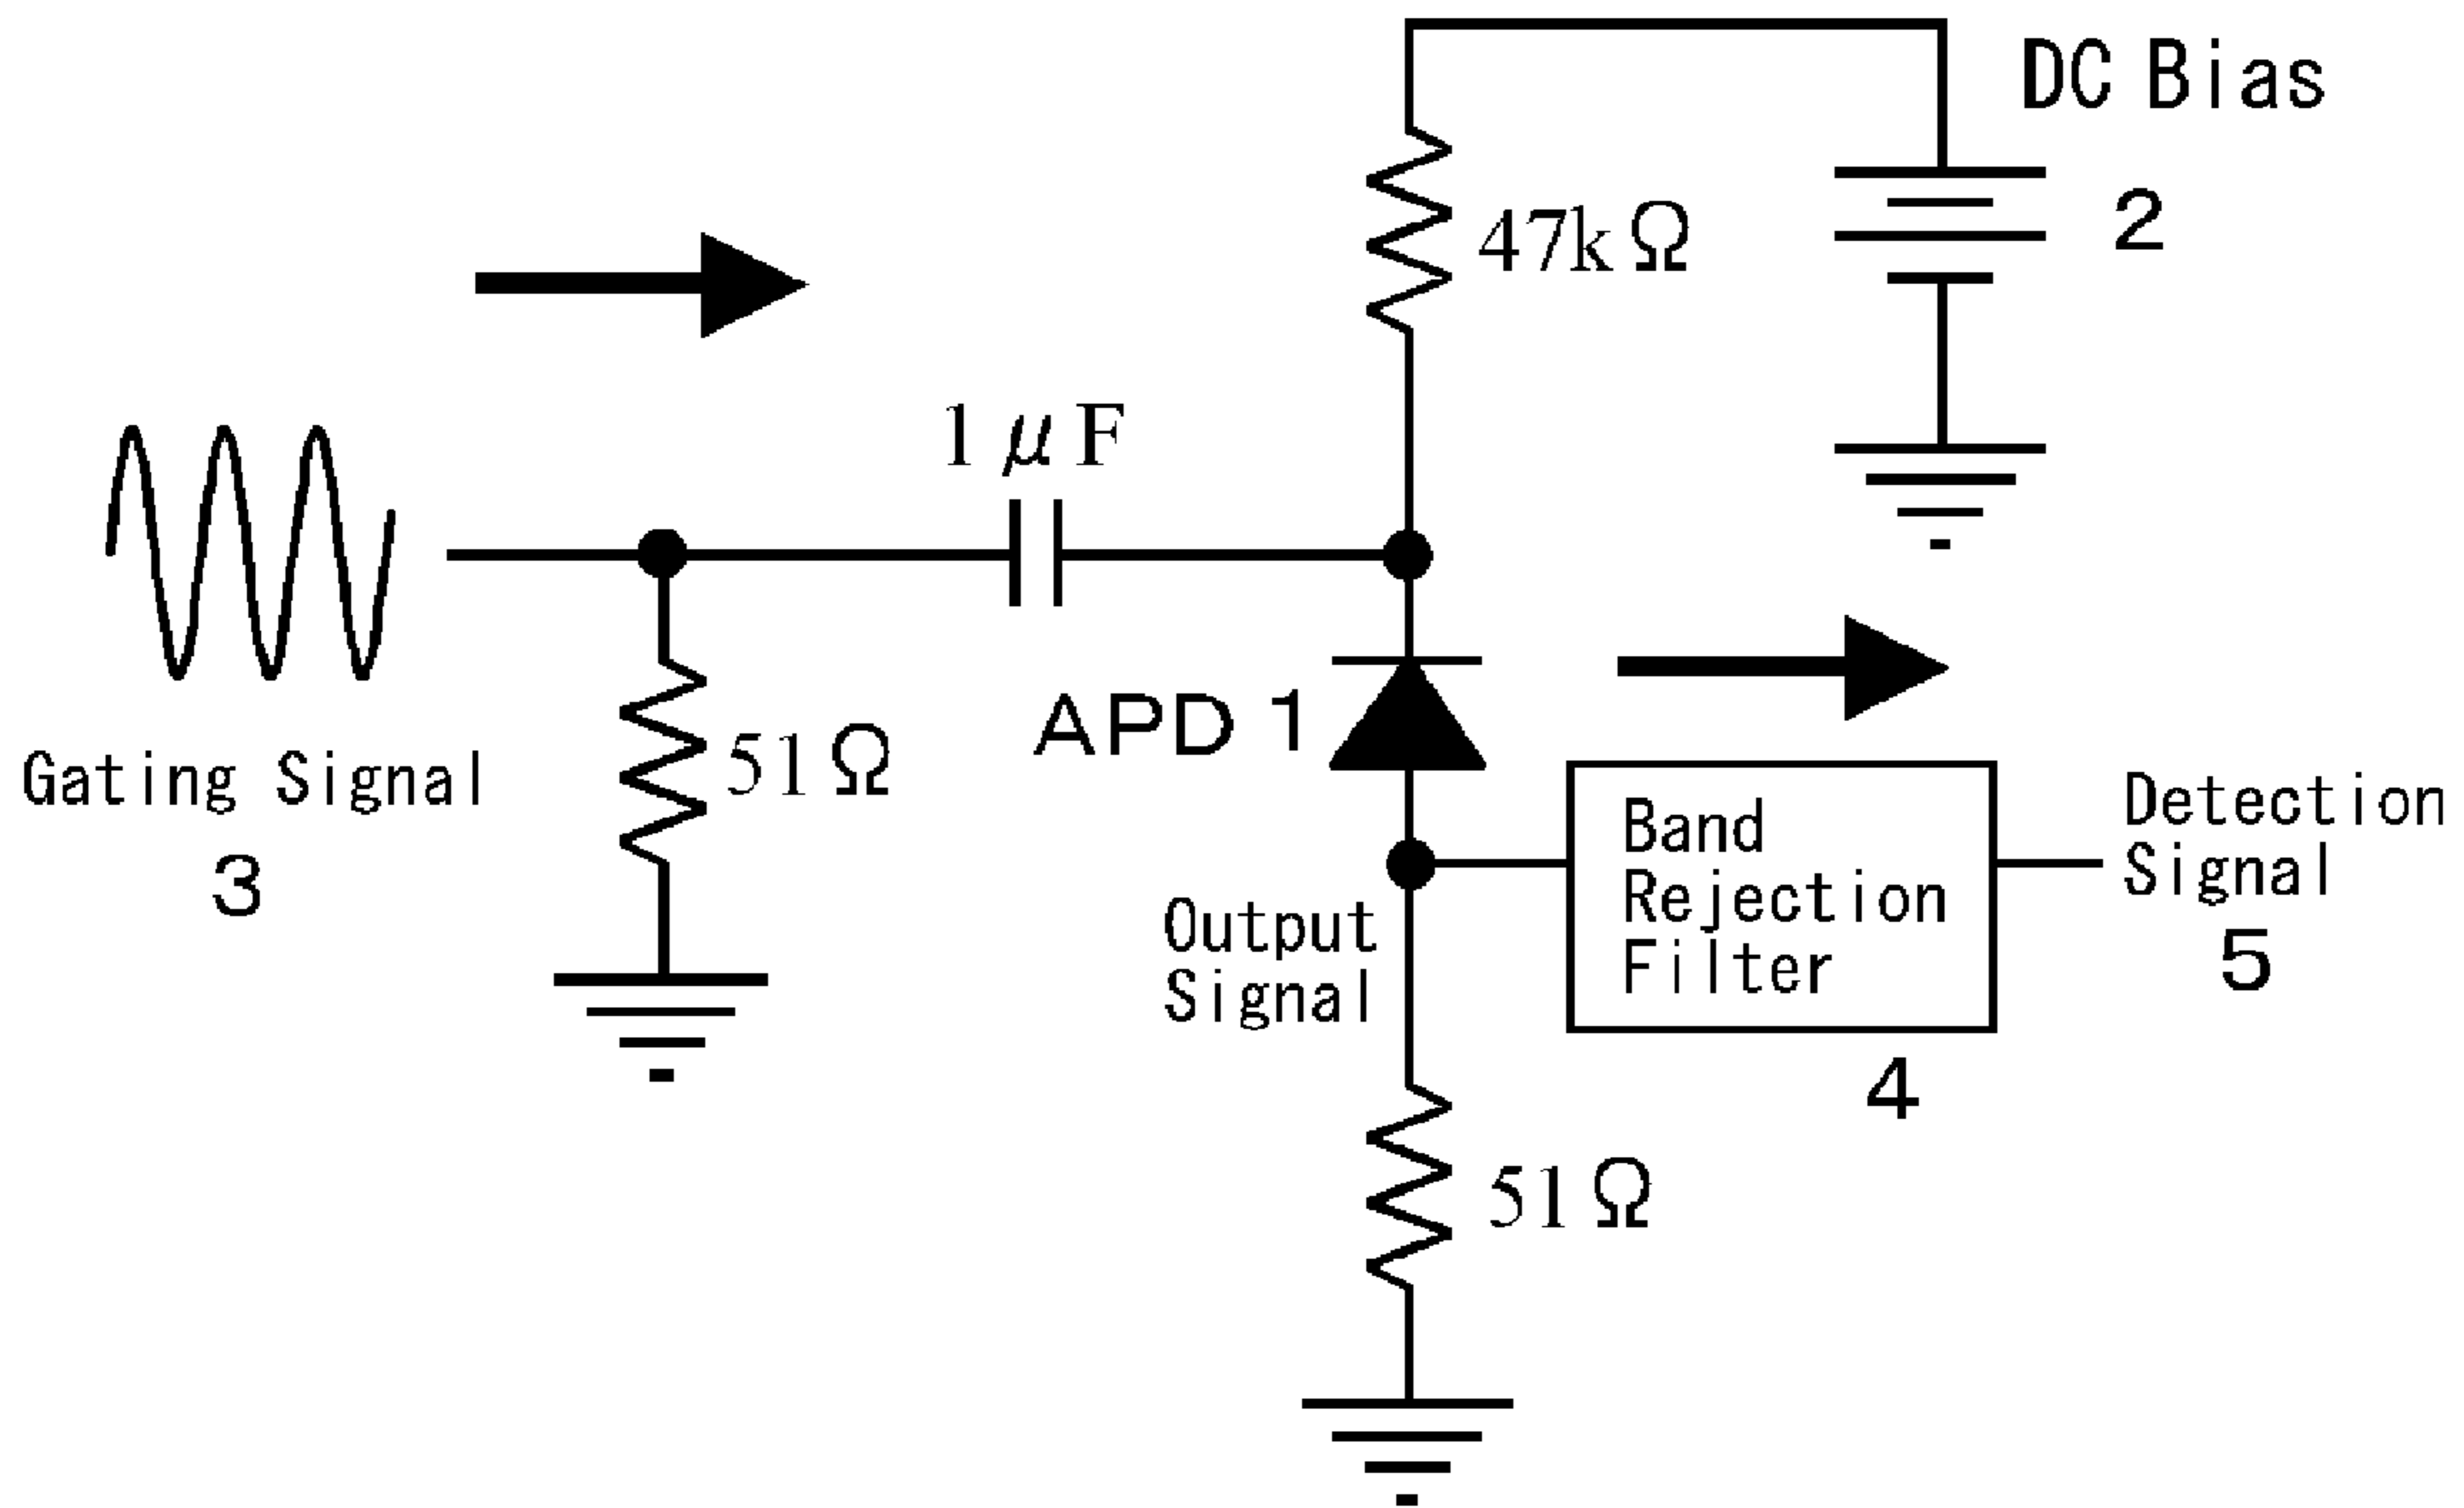 DC Bias
2
47kΩ
1μF
Gating Signal
3
51Ω
APD 1
Band
Rejection
Filter
4
Detection
Signal
5
Output
Signal
51Ω